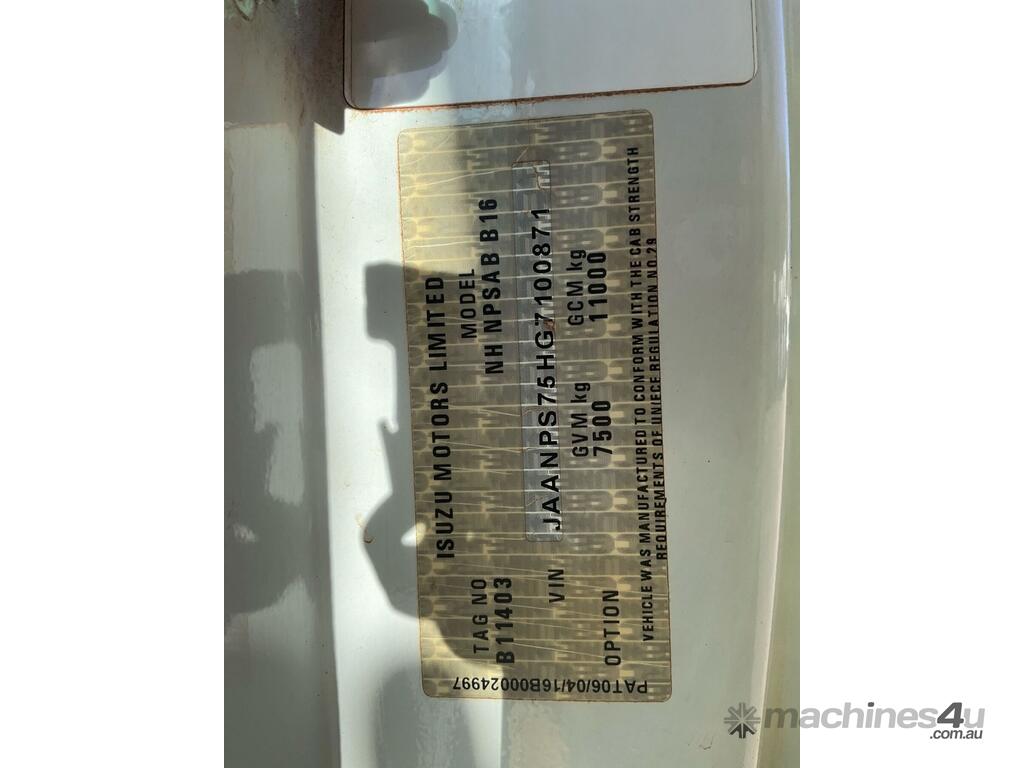 ISUZU MOTORS LIMITED
TAG NO MODEL
B11403 NH NPSAB B16
VIN JAANPS75HG7100871
GVM kg GCM kg
OPTION 7500 11000
VEHICLE WAS MANUFACTURED TO CONFORM WITH THE CAB STRENGTH
REQUIREMENTS OF UN/ECE REGULATION NO.29
PAT06/04/16B00024997
machines4u
.com.au